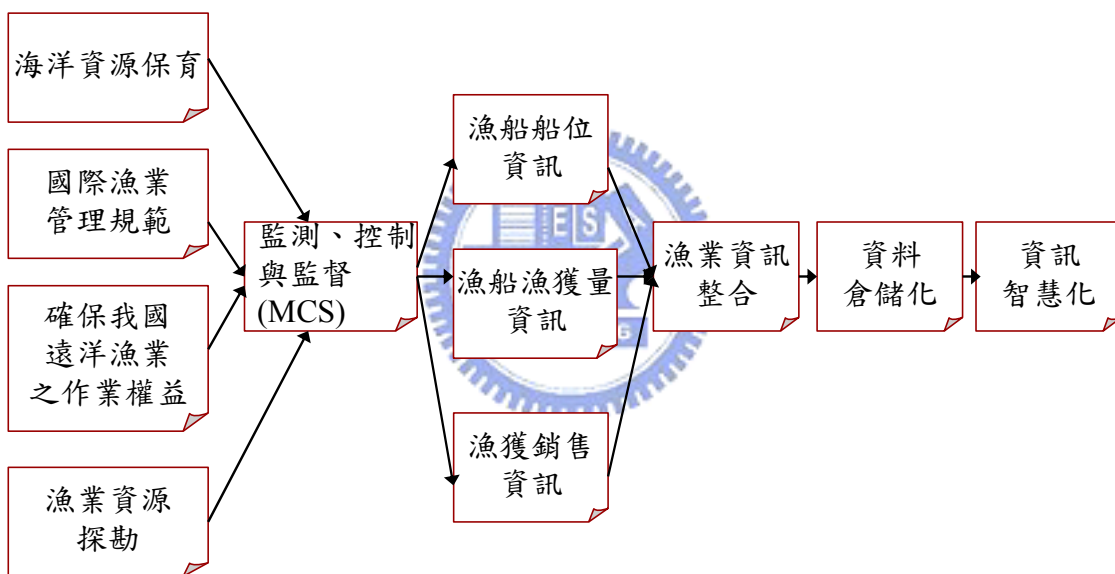 海洋資源保育
國際漁業
管理規範
確保我國
遠洋漁業
之作業權益
漁業資源
探勘
監測、控制
與監督
(MCS)
漁船船位
資訊
漁船漁獲量
資訊
漁獲銷售
資訊
漁業資訊
整合
資料
倉儲化
資訊
智慧化
ES